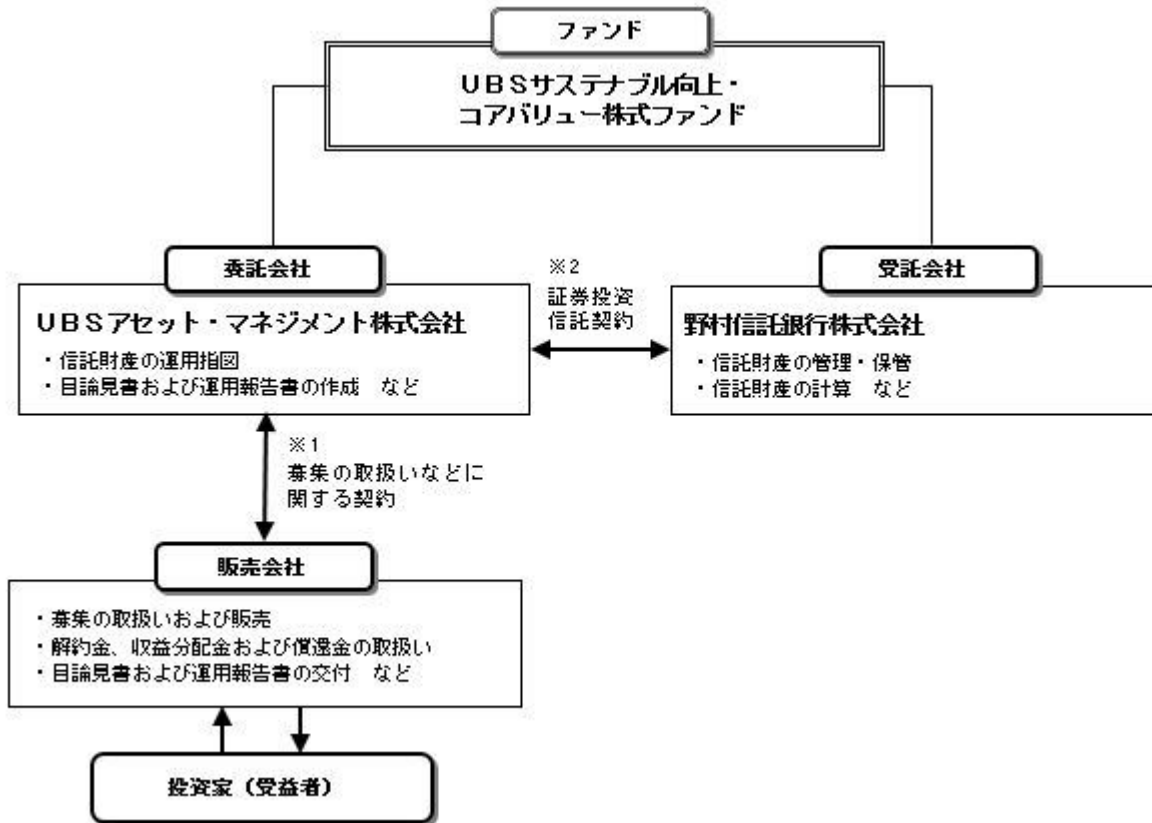 ファンド
UBSサステナブル向上・
コアバリュー株式ファンド
委託会社
UBSアセット・マネジメント株式会社
・信託財産の運用指図
・目論見書および運用報告書の作成　など
※2
証券投資
信託契約
受託会社
野村信託銀行株式会社
・信託財産の管理・保管
・信託財産の計算　など
※1
募集の取扱いなどに
関する契約
販売会社
・募集の取扱いおよび販売
・解約金、収益分配金および償還金の取扱い
・目論見書および運用報告書の交付　など
投資家（受益者）